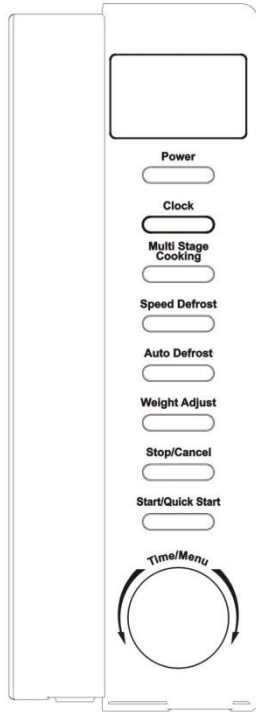 Power
Clock
Multi Stage
Cooking
Speed Defrost
Auto Defrost
Weight Adjust
Stop/Cancel
Start/Quick Start
Time/Menu